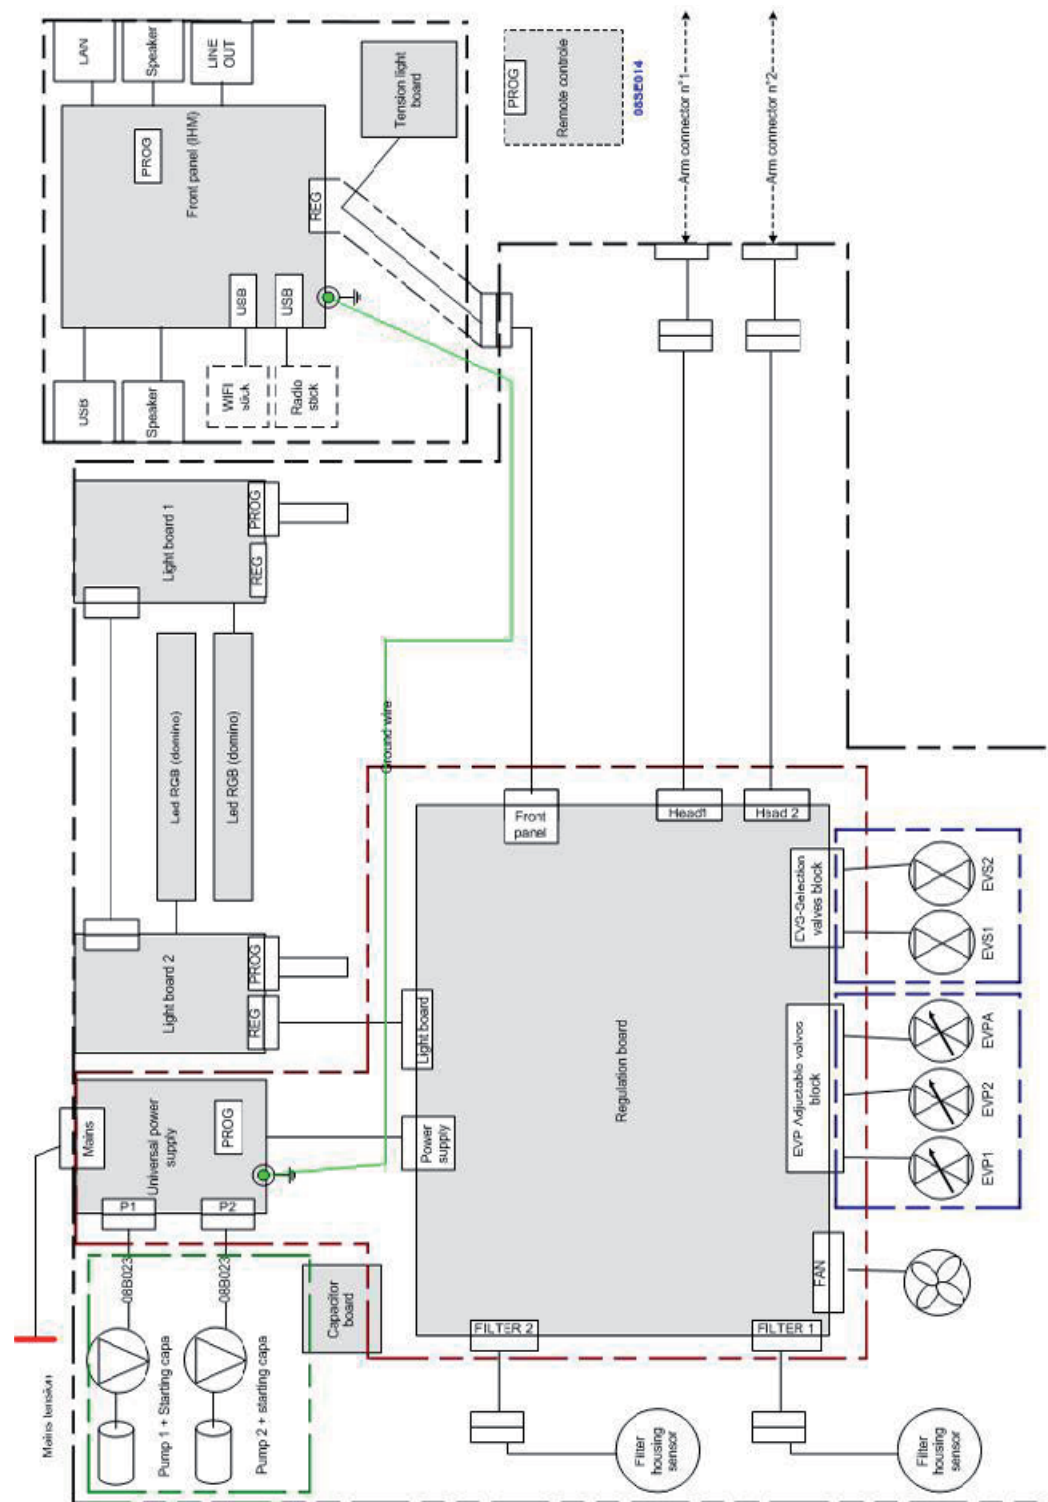 LAN
Speaker
LINE
OUT
PROG
Front panel (IHM)
REG
USB
USB
USB
Speaker
WIFI
stick
Radio
stick
Tension light
board
PROG
Remote controle
08SE014
Arm connector n°1
Arm connector n°2
Light board 1
PROG
REG
Led RGB (domino)
Led RGB (domino)
Ground wire
Light board 2
PROG
REG
Mains
Universal power
supply
PROG
P1
P2
08B023
08B023
Pump 1 + Starting capa
Pump 2 + starting capa
Mains tension
Capacitor
board
Front
panel
Head1
Head 2
Light board
Power
supply
Regulation board
EVS-Selection
valves block
EVP Adjustable valves
block
FAN
FILTER 2
FILTER 1
EVS2
EVS1
EVPA
EVP2
EVP1
Filter
housing
sensor
Filter
housing
sensor